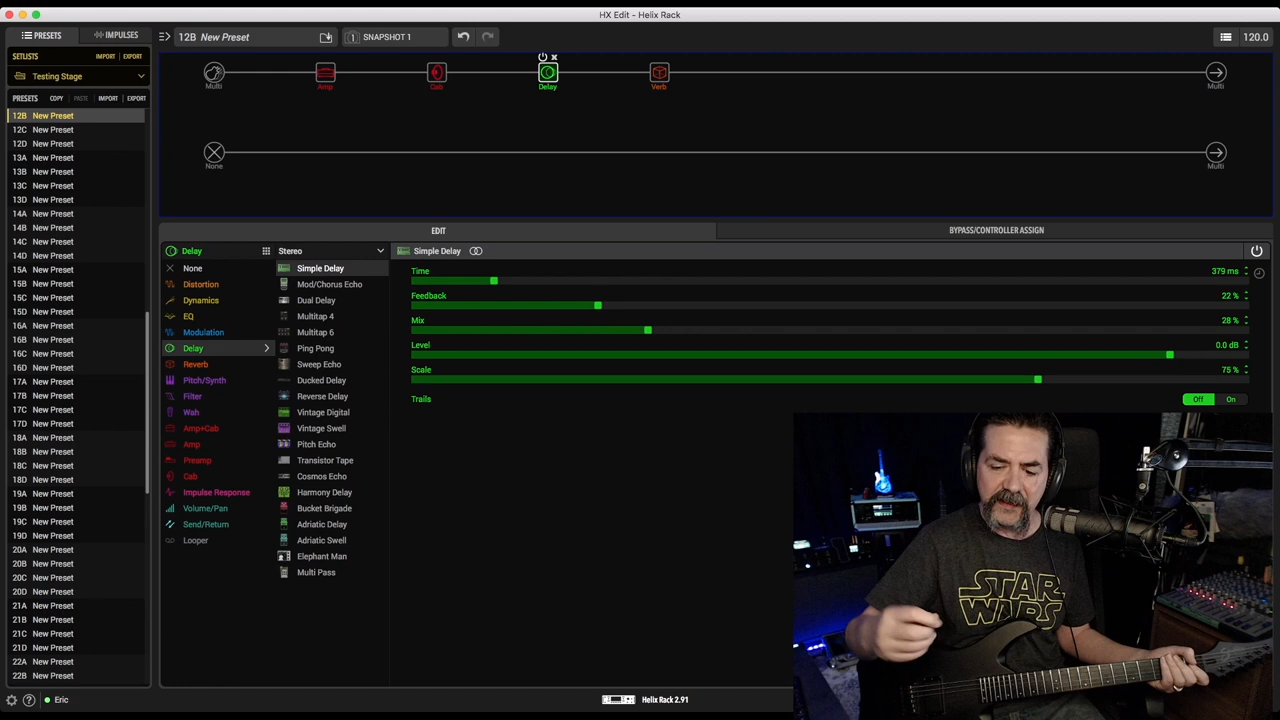 HX Edit - Helix Rack
PRESETS
IMPULSES
12B New Preset
1 SNAPSHOT 1
120.0
SETLISTS IMPORT EXPORT
Testing Stage
PRESETS COPY PASTE IMPORT EXPORT
12B New Preset
12C New Preset
12D New Preset
13A New Preset
13B New Preset
13C New Preset
13D New Preset
14A New Preset
14B New Preset
14C New Preset
14D New Preset
15A New Preset
15B New Preset
15C New Preset
15D New Preset
16A New Preset
16B New Preset
16C New Preset
16D New Preset
17A New Preset
17B New Preset
17C New Preset
17D New Preset
18A New Preset
18B New Preset
18C New Preset
18D New Preset
19A New Preset
19B New Preset
19C New Preset
19D New Preset
20A New Preset
20B New Preset
20C New Preset
20D New Preset
21A New Preset
21B New Preset
21C New Preset
21D New Preset
22A New Preset
22B New Preset
Eric
Multi Amp Cab Delay Verb Multi
None Multi
EDIT
BYPASS/CONTROLLER ASSIGN
Delay
None
Distortion
Dynamics
EQ
Modulation
Delay
Reverb
Pitch/Synth
Filter
Wah
Amp+Cab
Amp
Preamp
Cab
Impulse Response
Volume/Pan
Send/Return
Looper
Stereo
Simple Delay
Mod/Chorus Echo
Dual Delay
Multitap 4
Multitap 6
Ping Pong
Sweep Echo
Ducked Delay
Reverse Delay
Vintage Digital
Vintage Swell
Pitch Echo
Transistor Tape
Cosmos Echo
Harmony Delay
Bucket Brigade
Adriatic Delay
Adriatic Swell
Elephant Man
Multi Pass
Simple Delay
Time 379 ms
Feedback 22 %
Mix 28 %
Level 0.0 dB
Scale 75 %
Trails Off On
STAR
WARS
Helix Rack 2.91